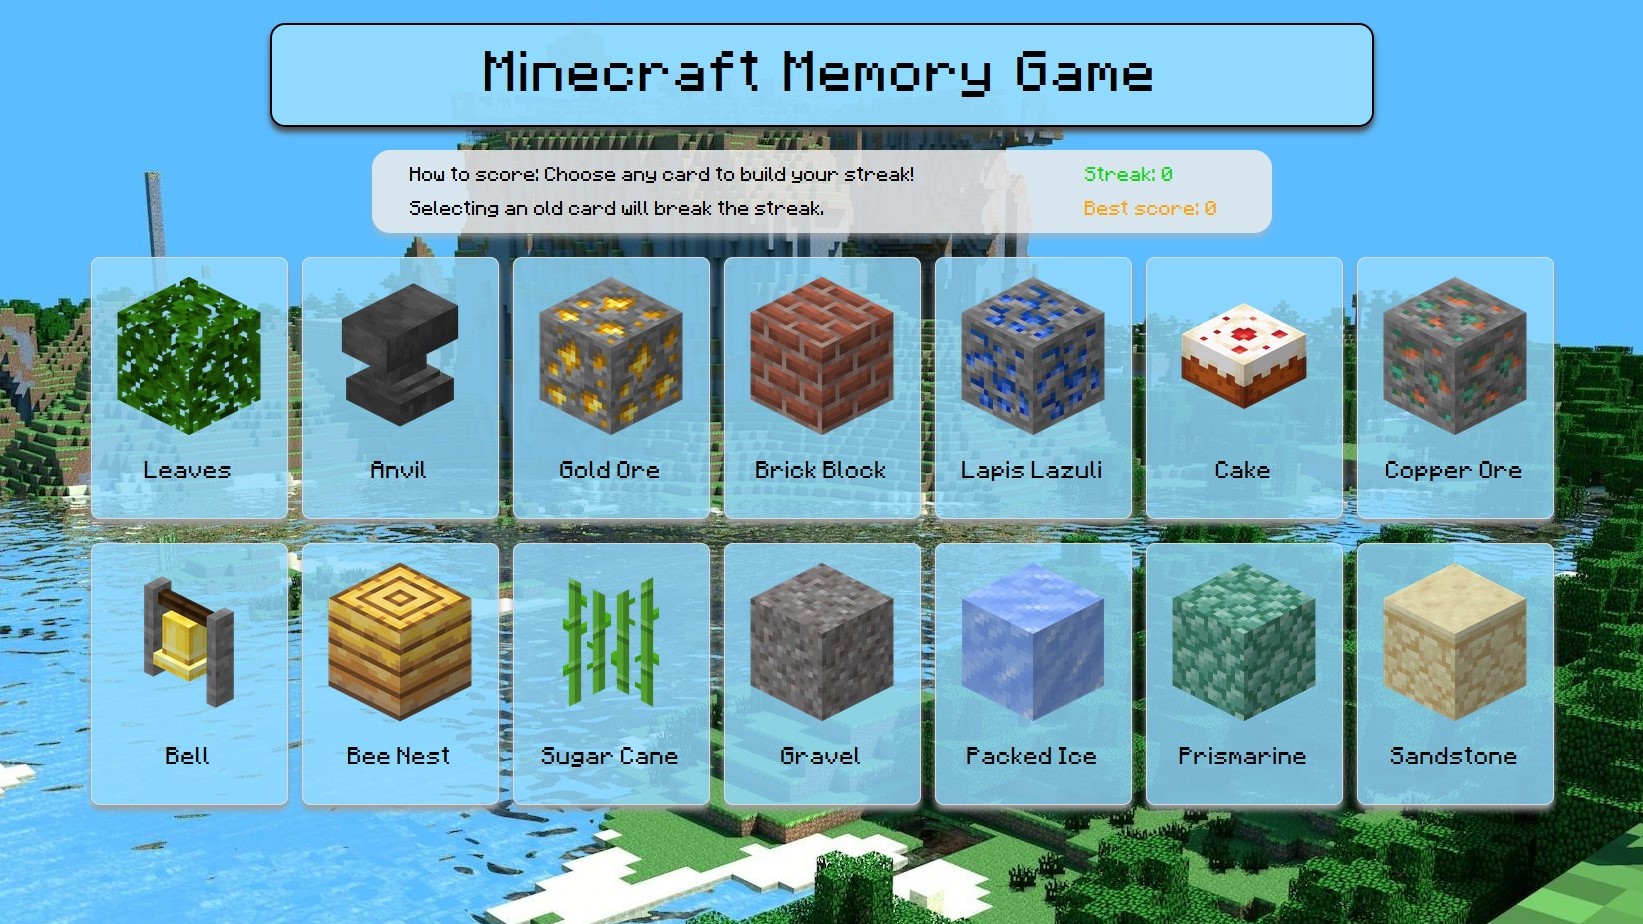 Minecraft Memory Game
How to score: Choose any card to build your streak!
Streak: 0
Selecting an old card will break the streak.
Best score: 0
Leaves
Anvil
Gold Ore
Brick Block
Lapis Lazuli
Cake
Copper Ore
Bell
Bee Nest
Sugar Cane
Gravel
Packed Ice
Prismarine
Sandstone